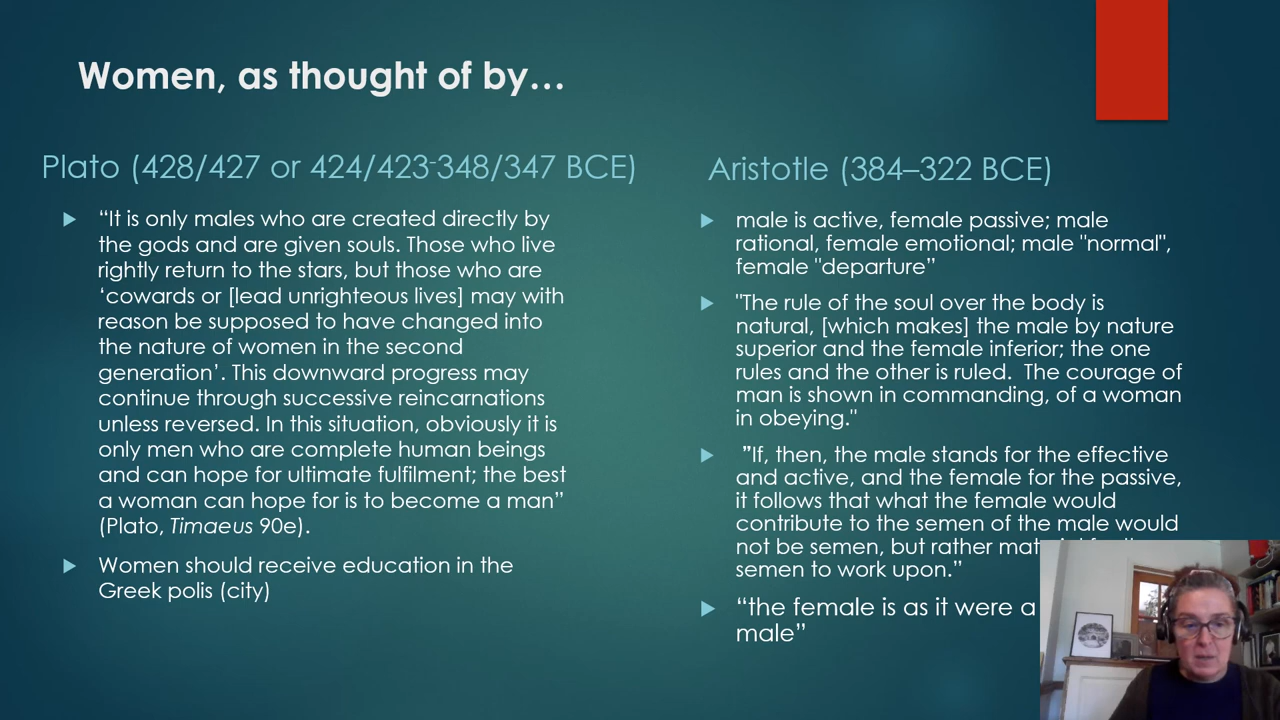 Women, as thought of by…
Plato (428/427 or 424/423-348/347 BCE)
“It is only males who are created directly by
the gods and are given souls. Those who live
rightly return to the stars, but those who are
‘cowards or [lead unrighteous lives] may with
reason be supposed to have changed into
the nature of women in the second
generation’. This downward progress may
continue through successive reincarnations
unless reversed. In this situation, obviously it is
only men who are complete human beings
and can hope for ultimate fulfilment; the best
a woman can hope for is to become a man”
(Plato, Timaeus 90e).
Women should receive education in the
Greek polis (city)
Aristotle (384–322 BCE)
male is active, female passive; male
rational, female emotional; male "normal",
female "departure”
"The rule of the soul over the body is
natural, [which makes] the male by nature
superior and the female inferior; the one
rules and the other is ruled. The courage of
man is shown in commanding, of a woman
in obeying."
”If, then, the male stands for the effective
and active, and the female for the passive,
it follows that what the female would
contribute to the semen of the male would
not be semen, but rather
semen to work upon.”
“the female is as it were a
male”